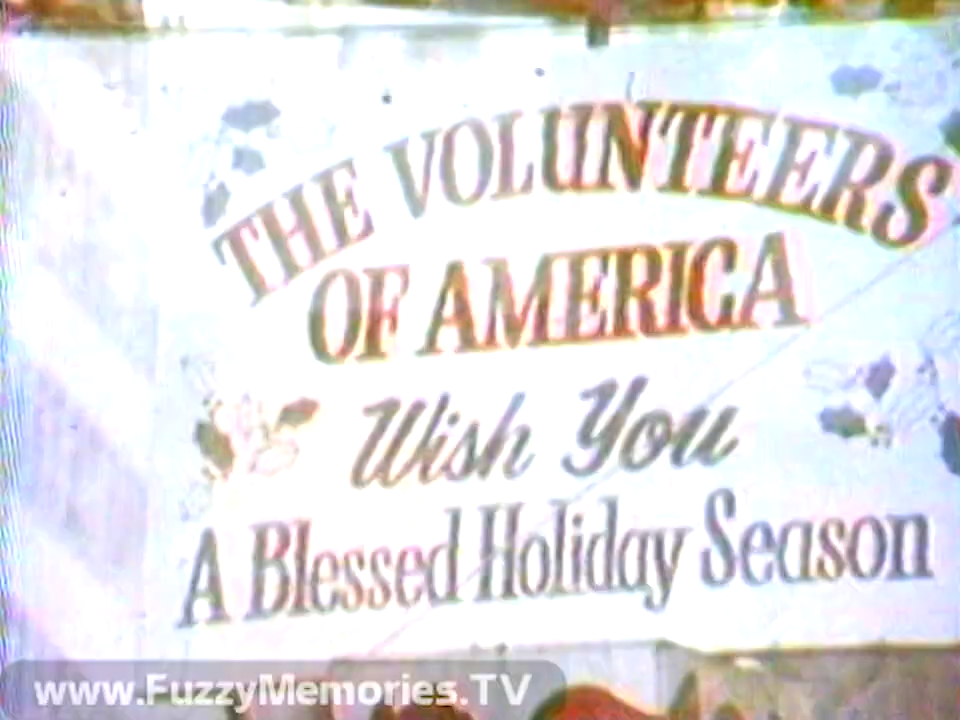 THE VOLUNTEERS
OF AMERICA
Wish You
A Blessed Holiday Season
www.FuzzyMemories.TV